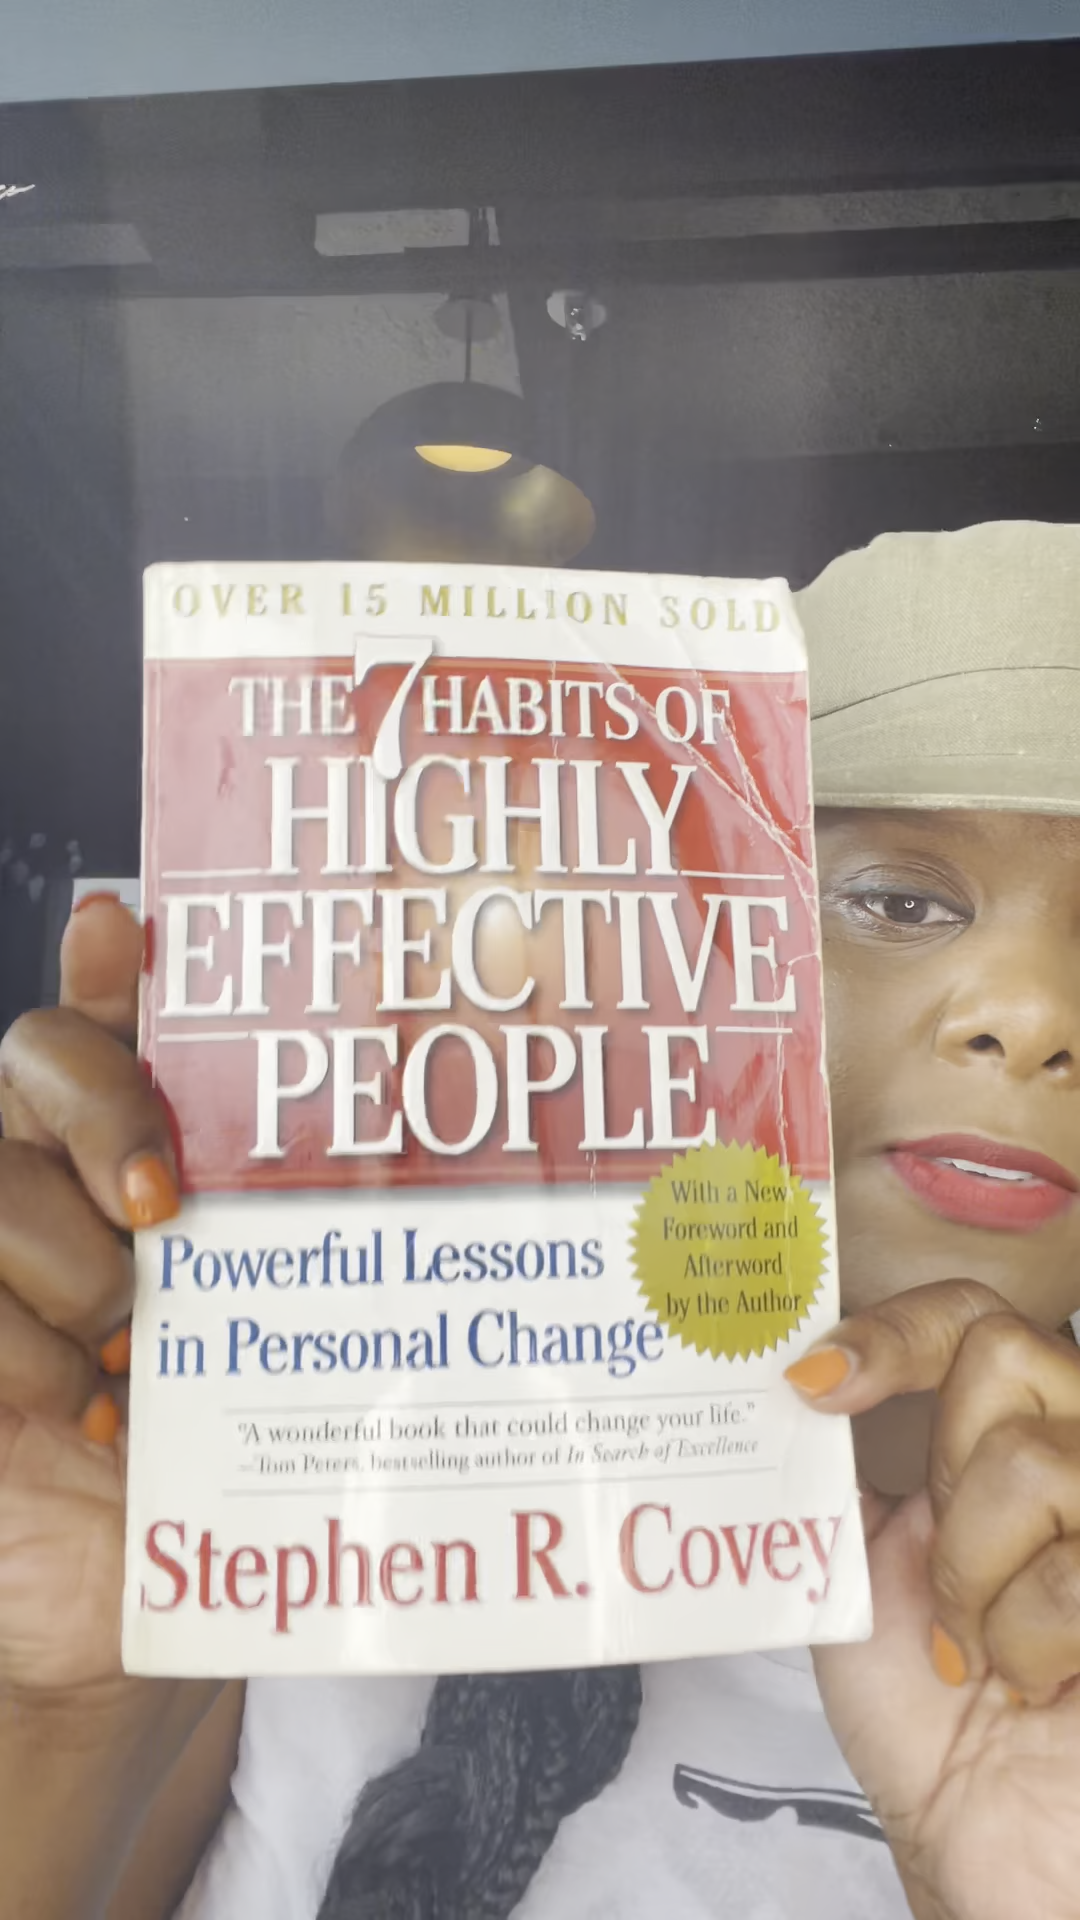 OVER 15 MILLION SOLD
THE 7 HABITS OF
HIGHLY
EFFECTIVE
PEOPLE
With a New
Foreword and
Afterword
by the Author
Powerful Lessons
in Personal Change
"A wonderful book that could change your life."
—Tom Peters, bestselling author of In Search of Excellence
Stephen R. Covey